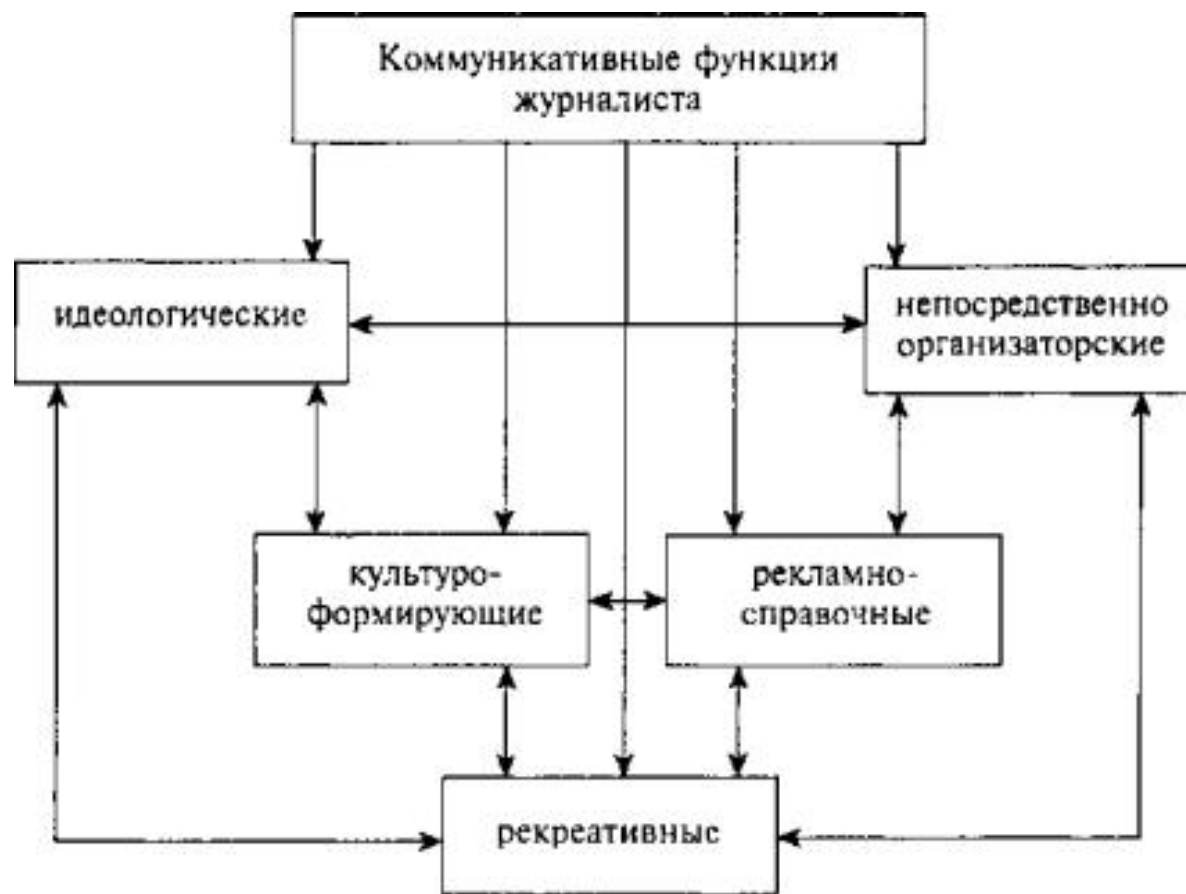 Коммуникативные функции
журналиста
идеологические
непосредственно
организаторские
культуро-
формирующие
рекламно-
справочные
рекреативные